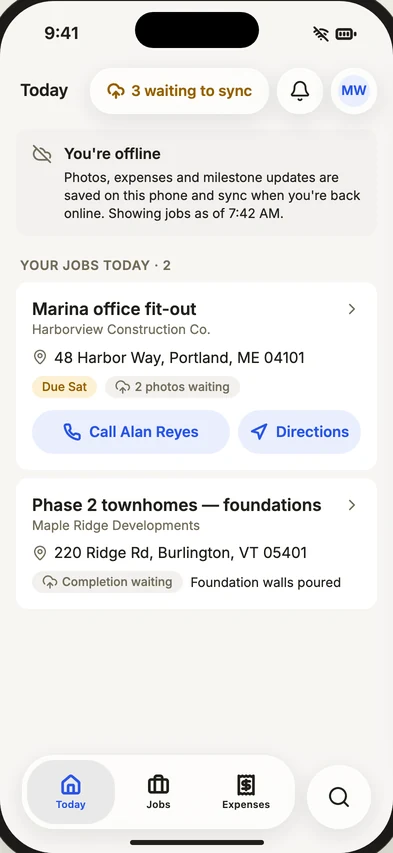 9:41
Today
3 waiting to sync
MW
You're offline
Photos, expenses and milestone updates are
saved on this phone and sync when you're back
online. Showing jobs as of 7:42 AM.
YOUR JOBS TODAY · 2
Marina office fit-out
Harborview Construction Co.
48 Harbor Way, Portland, ME 04101
Due Sat
2 photos waiting
Call Alan Reyes
Directions
Phase 2 townhomes — foundations
Maple Ridge Developments
220 Ridge Rd, Burlington, VT 05401
Completion waiting
Foundation walls poured
Today
Jobs
Expenses